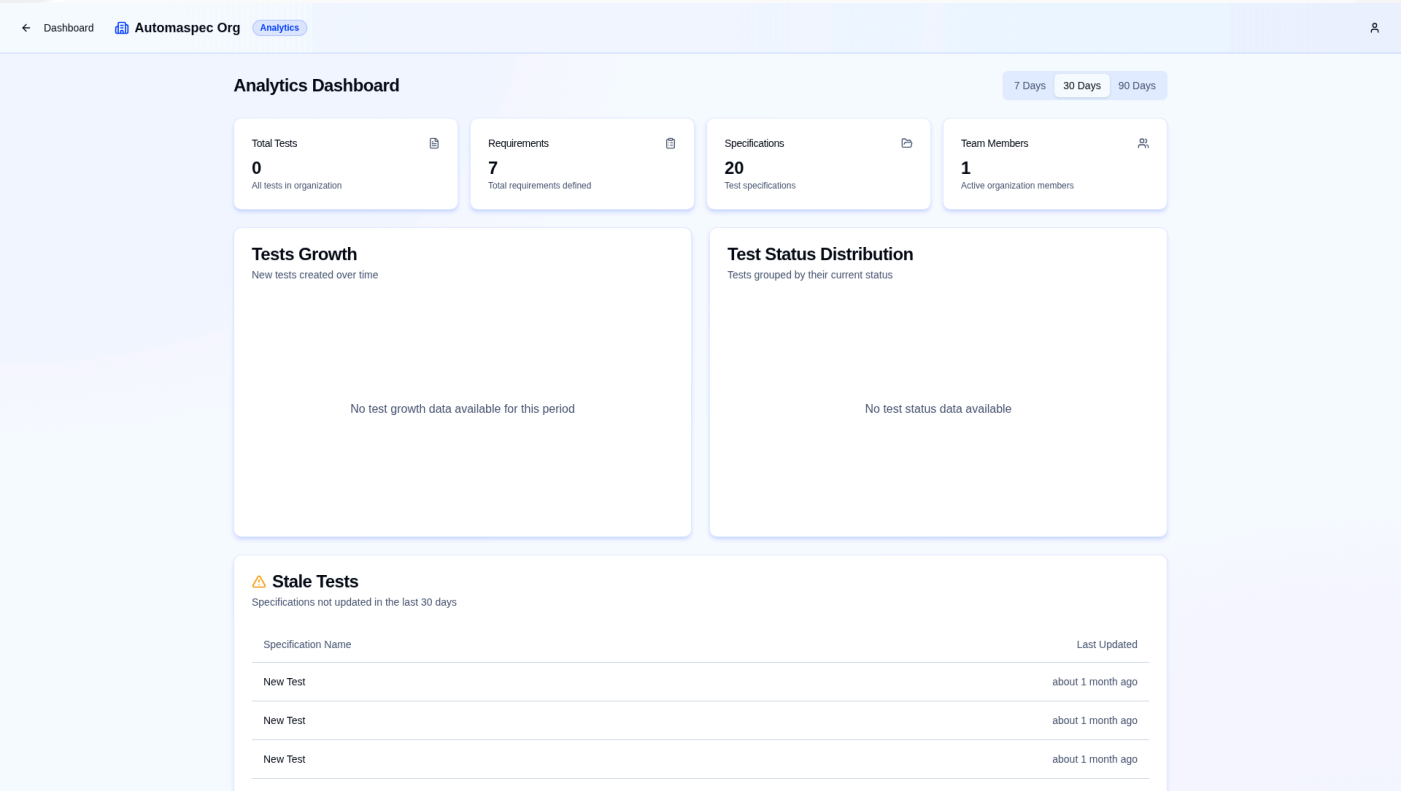 Dashboard
Automaspec Org
Analytics
Analytics Dashboard
7 Days
30 Days
90 Days
Total Tests
0
All tests in organization
Requirements
7
Total requirements defined
Specifications
20
Test specifications
Team Members
1
Active organization members
Tests Growth
New tests created over time
No test growth data available for this period
Test Status Distribution
Tests grouped by their current status
No test status data available
Stale Tests
Specifications not updated in the last 30 days
Specification Name Last Updated
New Test about 1 month ago
New Test about 1 month ago
New Test about 1 month ago